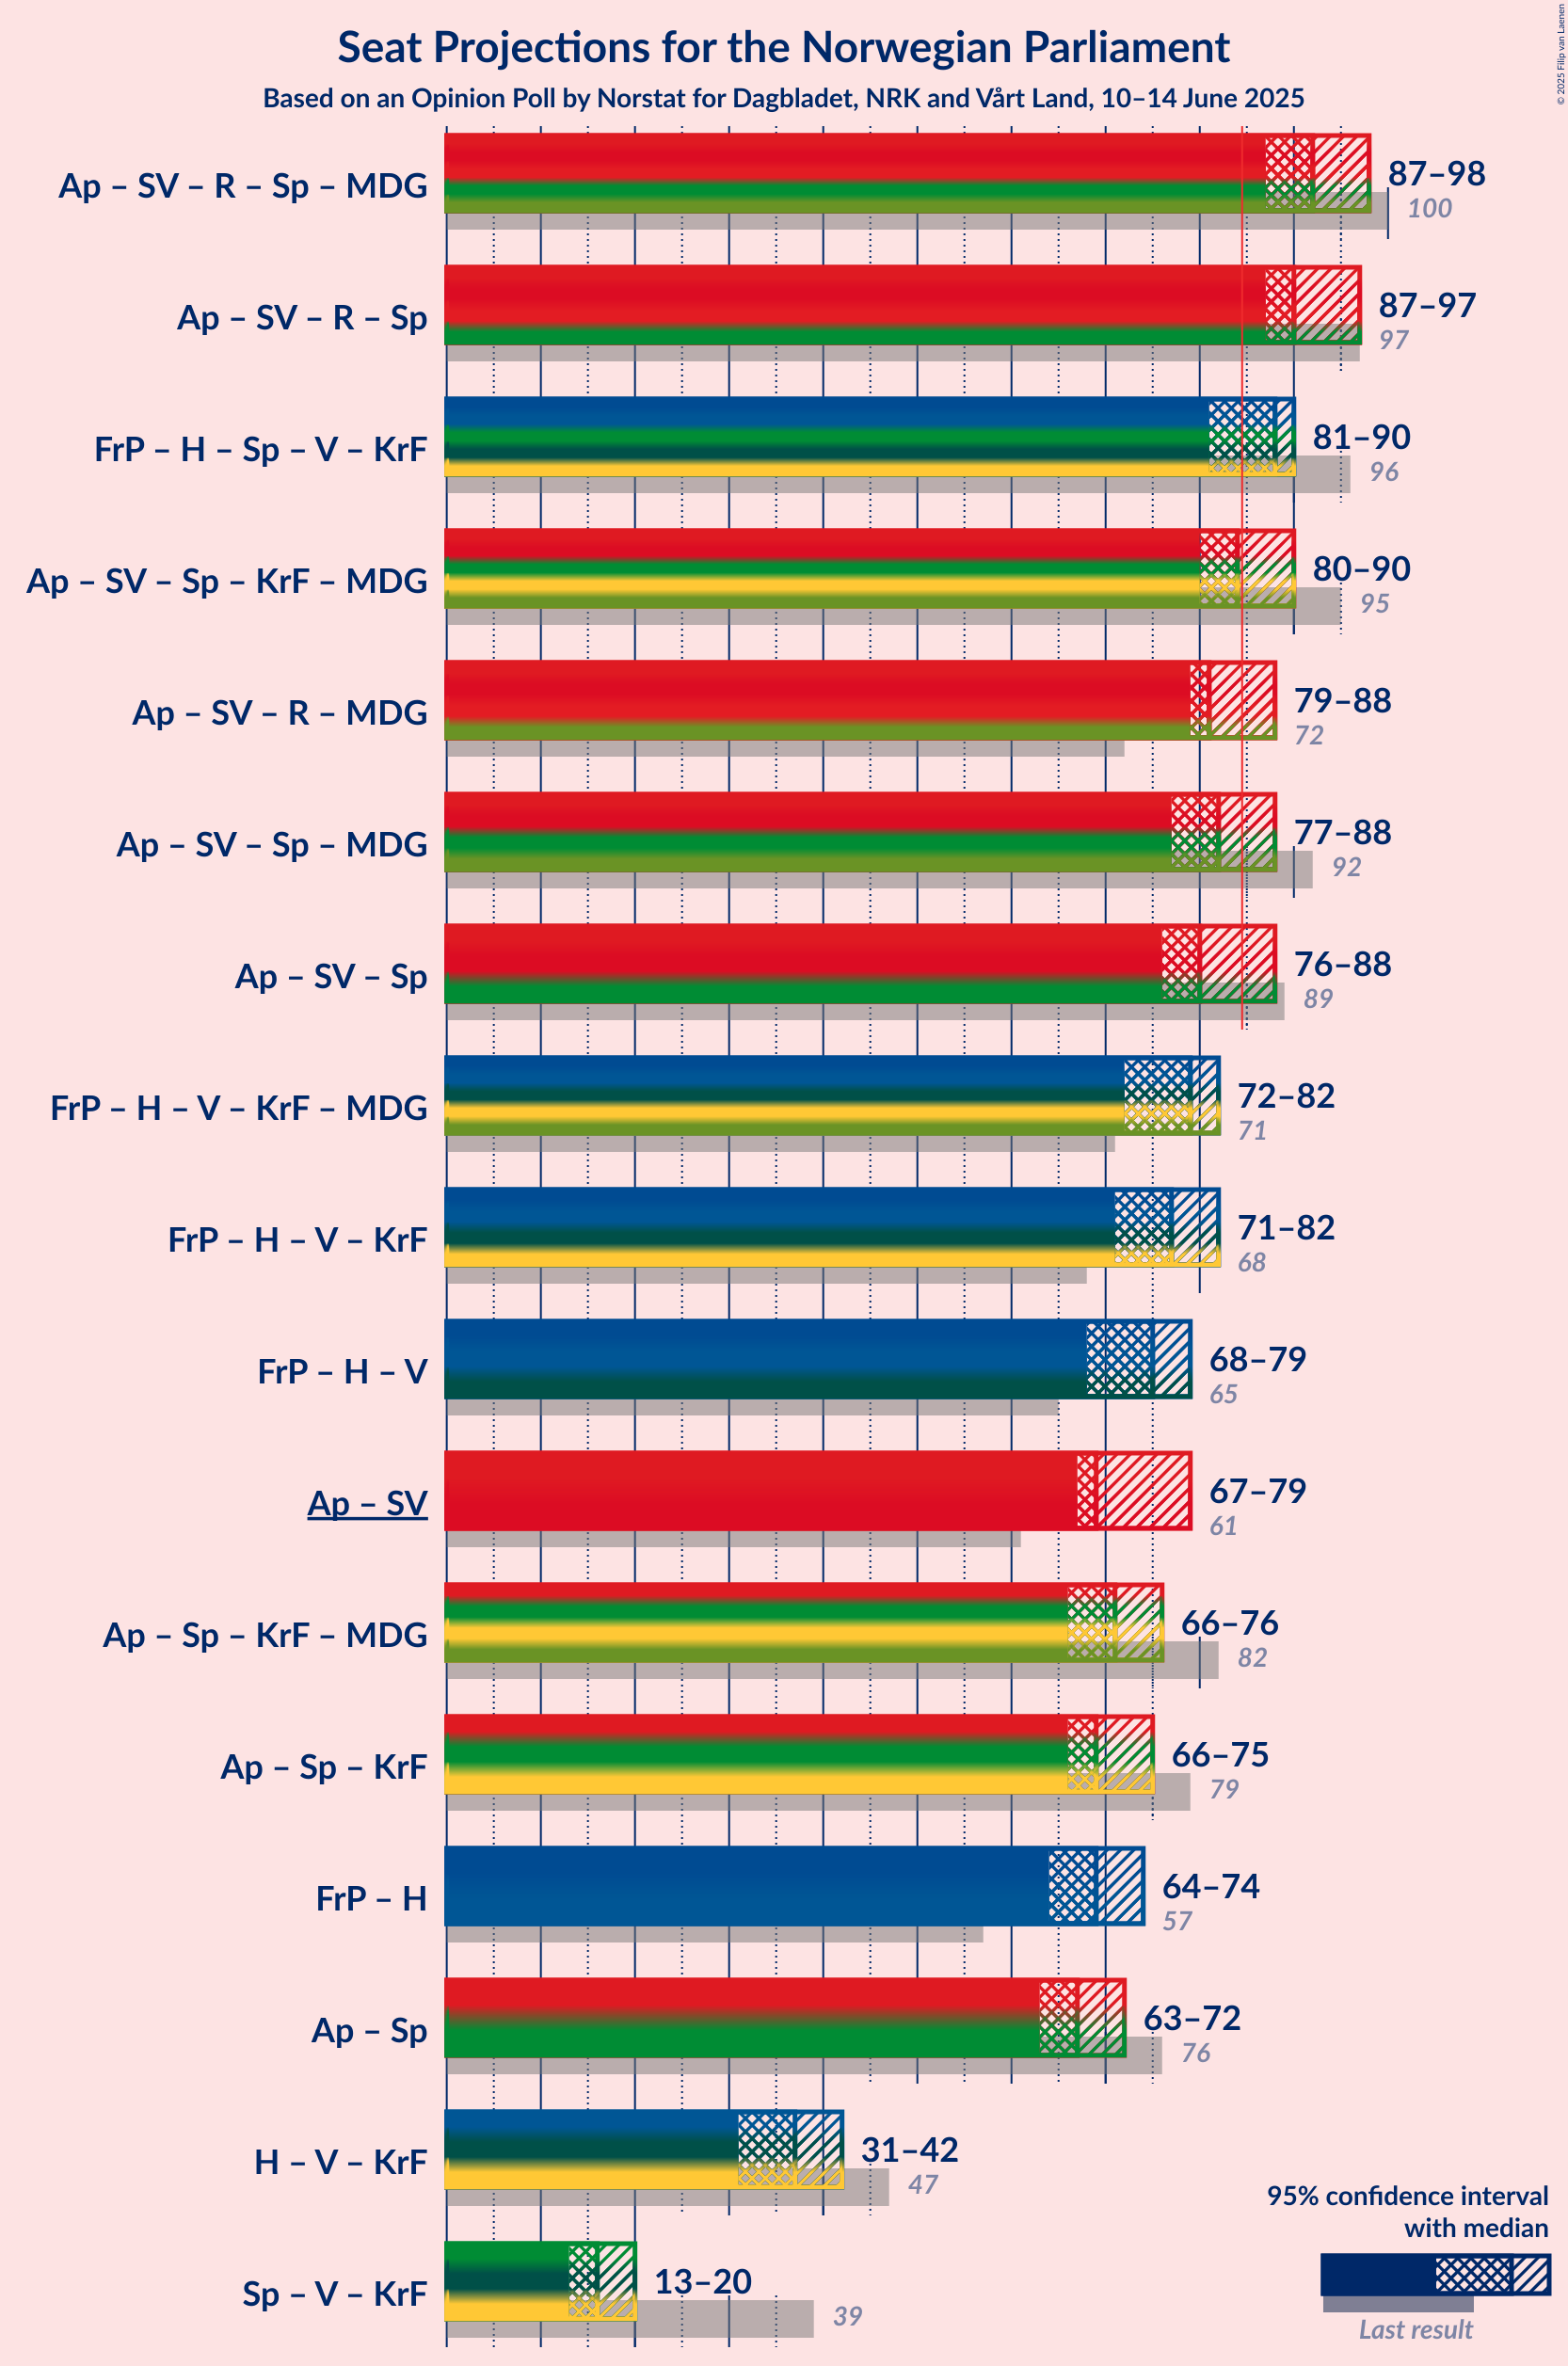 Seat Projections for the Norwegian Parliament
Based on an Opinion Poll by Norstat for Dagbladet, NRK and Vårt Land, 10–14 June 2025
© 2025 Filip van Laenen
Ap – SV – R – Sp – MDG
87–98
100
Ap – SV – R – Sp
87–97
97
FrP – H – Sp – V – KrF
81–90
96
Ap – SV – Sp – KrF – MDG
80–90
95
Ap – SV – R – MDG
79–88
72
Ap – SV – Sp – MDG
77–88
92
Ap – SV – Sp
76–88
89
FrP – H – V – KrF – MDG
72–82
71
FrP – H – V – KrF
71–82
68
FrP – H – V
68–79
65
Ap – SV
67–79
61
Ap – Sp – KrF – MDG
66–76
82
Ap – Sp – KrF
66–75
79
FrP – H
64–74
57
Ap – Sp
63–72
76
H – V – KrF
31–42
47
Sp – V – KrF
13–20
39
95% confidence interval
with median
Last result